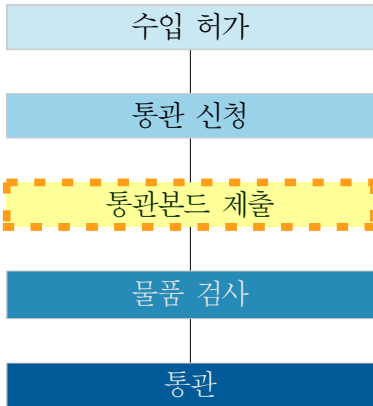 수입 허가
통관 신청
통관본드 제출
물품 검사
통관